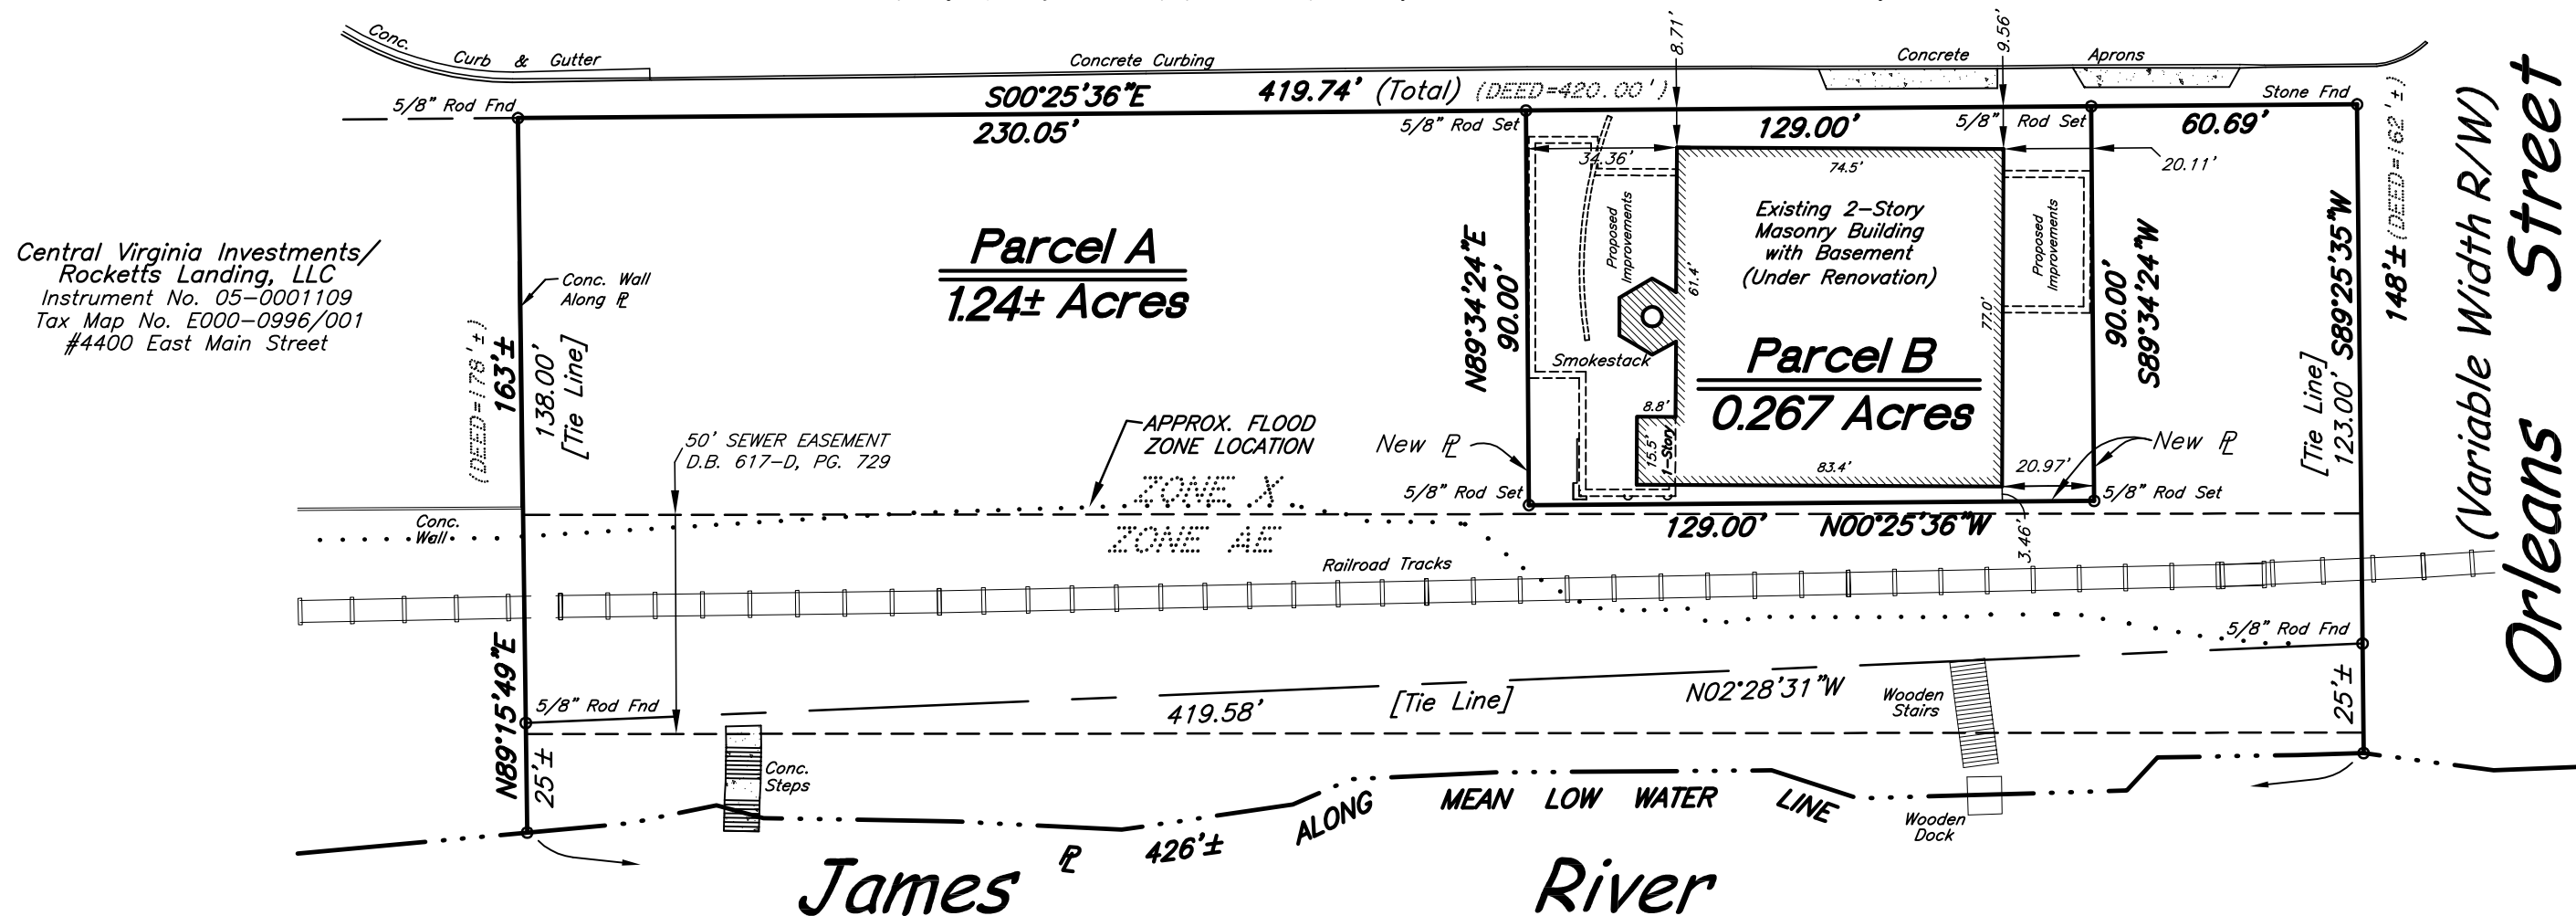 Conc.
Curb & Gutter
Concrete Curbing
Concrete Aprons
8.71'
9.56'
5/8" Rod Fnd
S00°25'36"E 419.74' (Total) (DEED=420.00')
Stone Fnd
230.05'
5/8" Rod Set
129.00'
5/8" Rod Set
60.69'
34.36'
74.5'
20.11'
148'± (DEED=162'±)
(Variable Width R/W)
Orleans Street
Central Virginia Investments/
Rocketts Landing, LLC
Instrument No. 05-0001109
Tax Map No. E000-0996/001
#4400 East Main Street
Conc. Wall
Along PL
Parcel A
1.24± Acres
N89°34'24"E
90.00'
Proposed
Improvements
61.4'
Existing 2-Story
Masonry Building
with Basement
(Under Renovation)
77.0'
Proposed
Improvements
90.00'
S89°34'24"W
S89°25'35"W
[Tie Line]
123.00'
(DEED=178'±)
163'±
138.00'
[Tie Line]
Smokestack
Parcel B
0.267 Acres
8.8'
15.5'
1-Story
83.4'
20.97'
50' SEWER EASEMENT
D.B. 617-D, PG. 729
APPROX. FLOOD
ZONE LOCATION
New PL
New PL
5/8" Rod Set
5/8" Rod Set
ZONE X
ZONE AE
129.00' N00°25'36"W
3.46'
Conc.
Wall
Railroad Tracks
5/8" Rod Fnd
N89°15'49"E
5/8" Rod Fnd
419.58'
[Tie Line]
N02°28'31"W
Wooden
Stairs
25'±
25'±
Conc.
Steps
PL 426'± ALONG MEAN LOW WATER LINE
Wooden
Dock
James River